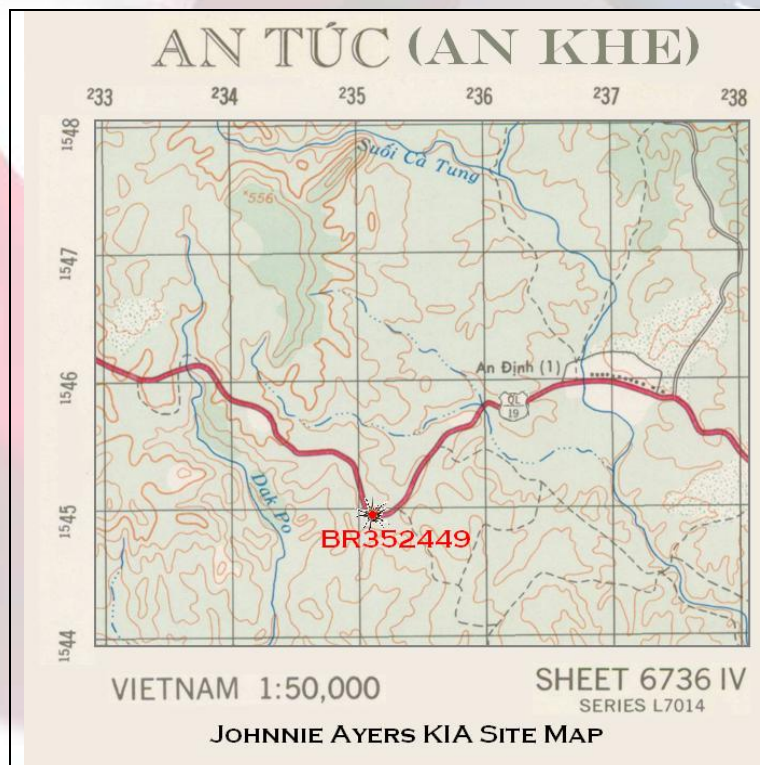 AN TÚC (AN KHE)
233 234 235 236 237 238
1548
Suối Cà Tung
556
1547
An Định (1)
1546
QL
19
Dak Po
1545
BR352449
1544
VIETNAM 1:50,000
SHEET 6736 IV
SERIES L7014
JOHNNIE AYERS KIA SITE MAP